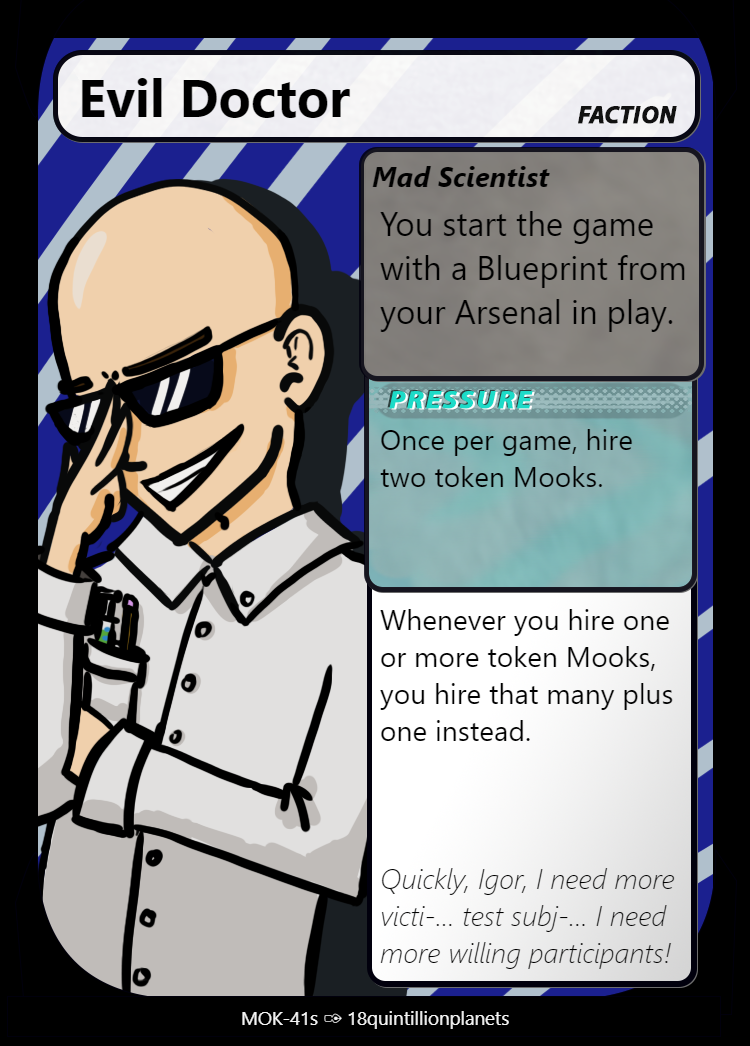 Evil Doctor
FACTION
Mad Scientist
You start the game
with a Blueprint from
your Arsenal in play.
PRESSURE
Once per game, hire
two token Mooks.
Whenever you hire one
or more token Mooks,
you hire that many plus
one instead.
Quickly, Igor, I need more
victi-... test subj-... I need
more willing participants!
MOK-41s ✑ 18quintillionplanets